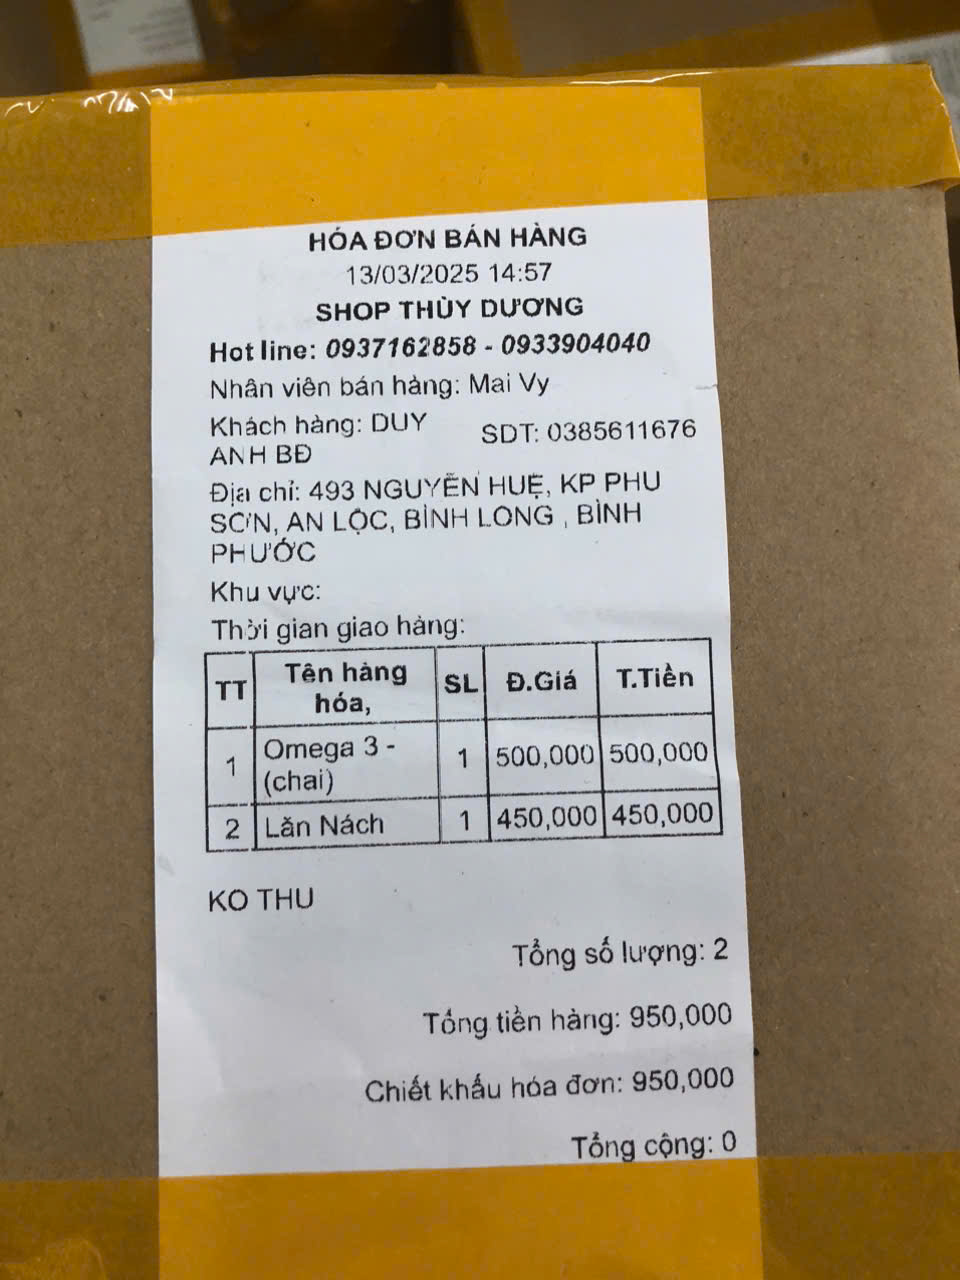 HÓA ĐƠN BÁN HÀNG
13/03/2025 14:57
SHOP THÙY DƯƠNG
Hot line: 0937162858 - 0933904040
Nhân viên bán hàng: Mai Vy
Khách hàng: DUY ANH BĐ SDT: 0385611676
Địa chỉ: 493 NGUYỄN HUỆ, KP PHU
SƠN, AN LỘC, BÌNH LONG , BÌNH
PHƯỚC
Khu vực:
Thời gian giao hàng:
TT Tên hàng hóa, SL Đ.Giá T.Tiền
1 Omega 3 - (chai) 1 500,000 500,000
2 Lăn Nách 1 450,000 450,000
KO THU
Tổng số lượng: 2
Tổng tiền hàng: 950,000
Chiết khấu hóa đơn: 950,000
Tổng cộng: 0